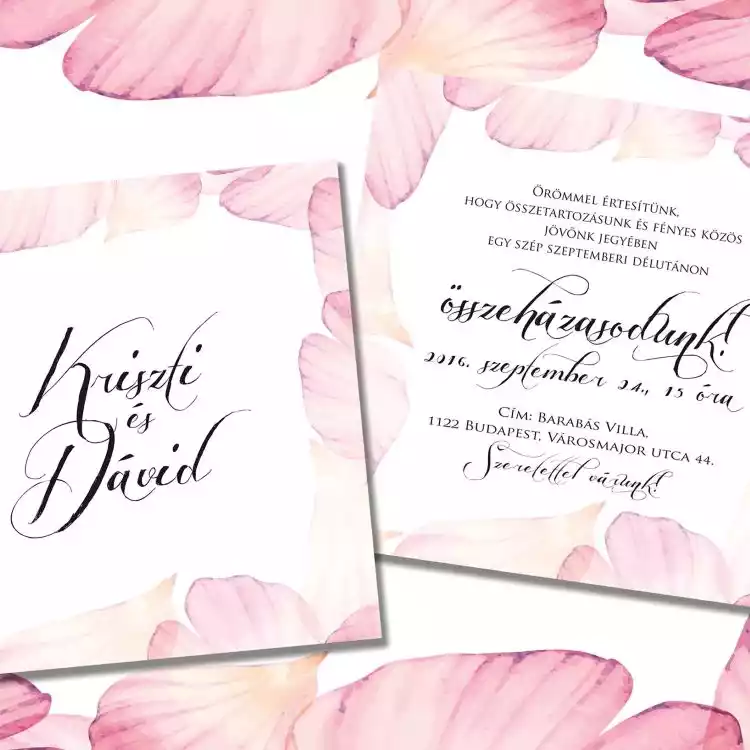 Kriszti
és
Dávid
Örömmel értesítünk,
hogy összetartozásunk és fényes közös
jövőnk jegyében
egy szép szeptemberi délutánon
összeházasodunk!
2016. szeptember 24., 15 óra
Cím: Barabás Villa,
1122 Budapest, Városmajor utca 44.
Szeretettel várunk!